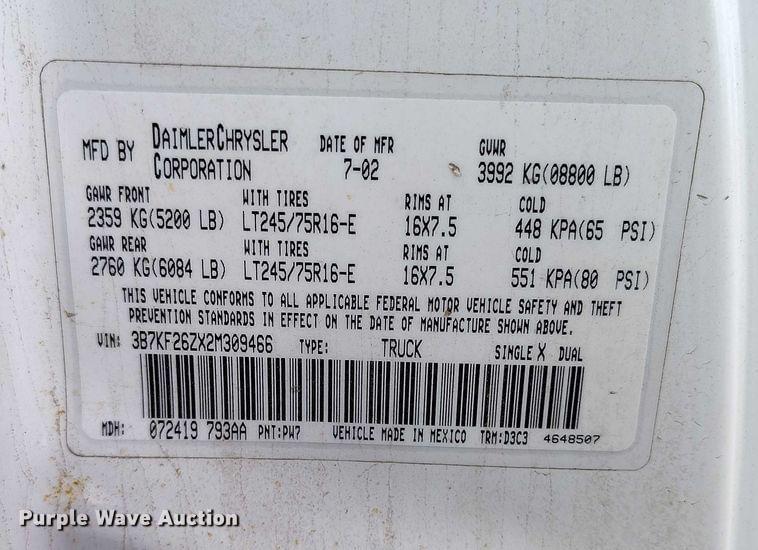 MFD BY DAIMLERCHRYSLER CORPORATION DATE OF MFR 7-02 GVWR 3992 KG(08800 LB)
GAWR FRONT WITH TIRES RIMS AT COLD
2359 KG(5200 LB) LT245/75R16-E 16X7.5 448 KPA(65 PSI)
GAWR REAR WITH TIRES RIMS AT COLD
2760 KG(6084 LB) LT245/75R16-E 16X7.5 551 KPA(80 PSI)
THIS VEHICLE CONFORMS TO ALL APPLICABLE FEDERAL MOTOR VEHICLE SAFETY AND THEFT
PREVENTION STANDARDS IN EFFECT ON THE DATE OF MANUFACTURE SHOWN ABOVE.
VIN: 3B7KF26ZX2M309466 TYPE: TRUCK SINGLE X DUAL
MDH: 072419 793AA PNT:PW7 VEHICLE MADE IN MEXICO TRM:D3C3 4648507
Purple Wave Auction